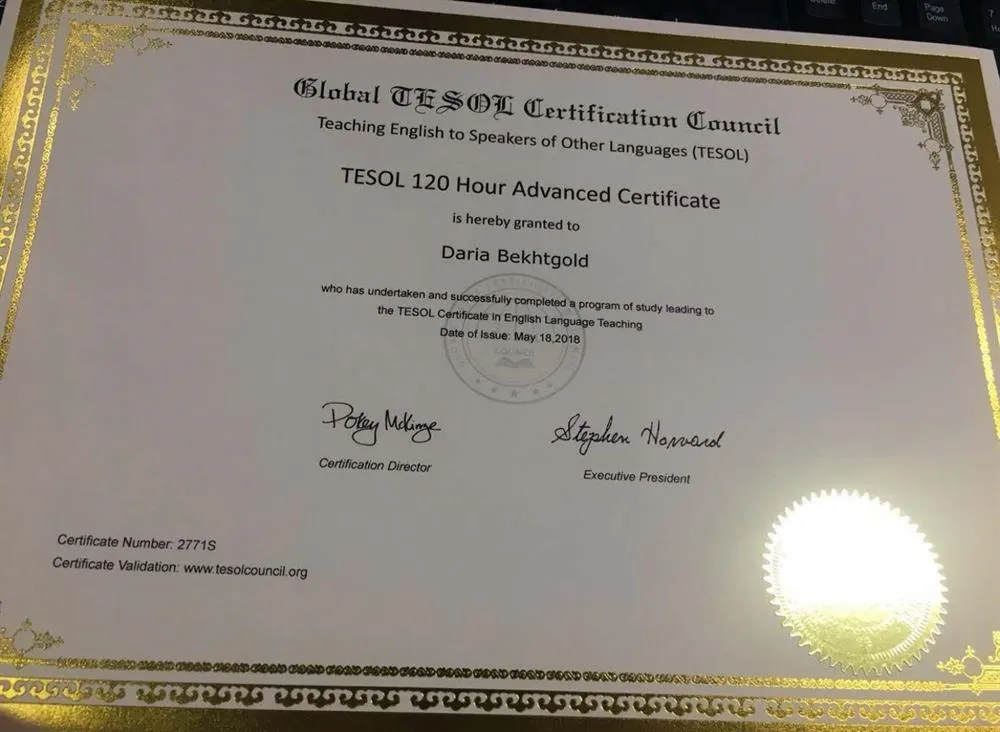 End
Page
Down
Global TESOL Certification Council
Teaching English to Speakers of Other Languages (TESOL)
TESOL 120 Hour Advanced Certificate
is hereby granted to
Daria Bekhtgold
who has undertaken and successfully completed a program of study leading to
the TESOL Certificate in English Language Teaching
Date of Issue: May 18,2018
COUNCIL
Stephen Harvard
Certification Director
Executive President
Certificate Number: 2771S
Certificate Validation: www.tesolcouncil.org